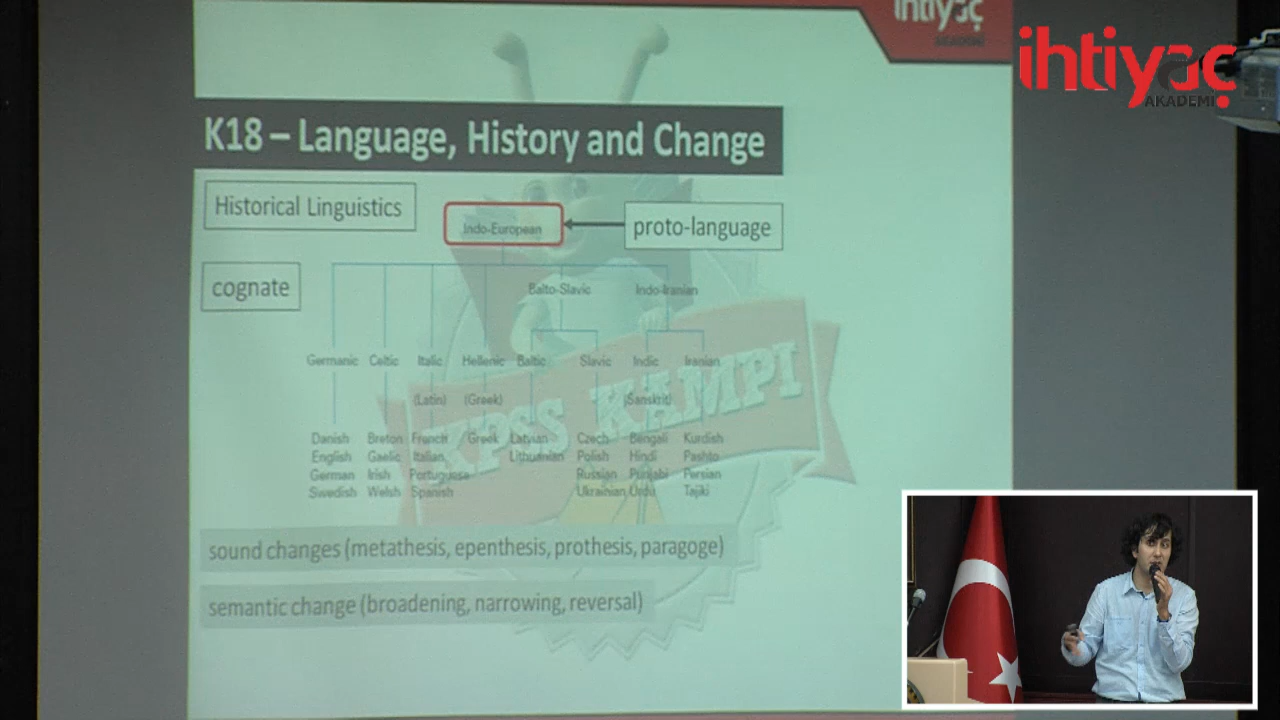 ihtiyaç
AKADEMİ
ihtiyaç
AKADEMİ
K18 – Language, History and Change
Historical Linguistics
Indo-European
proto-language
cognate
Balto-Slavic Indo-Iranian
Germanic Celtic Italic Hellenic Baltic Slavic Indic Iranian
(Latin) (Greek) (Sanskrit)
Danish Breton French Greek Latvian Czech Bengali Kurdish
English Gaelic Italian Lithuanian Polish Hindi Pashto
German Irish Portuguese Russian Punjabi Persian
Swedish Welsh Spanish Ukrainian Urdu Tajiki
KPSS KAMPI
sound changes (metathesis, epenthesis, prothesis, paragoge)
semantic change (broadening, narrowing, reversal)